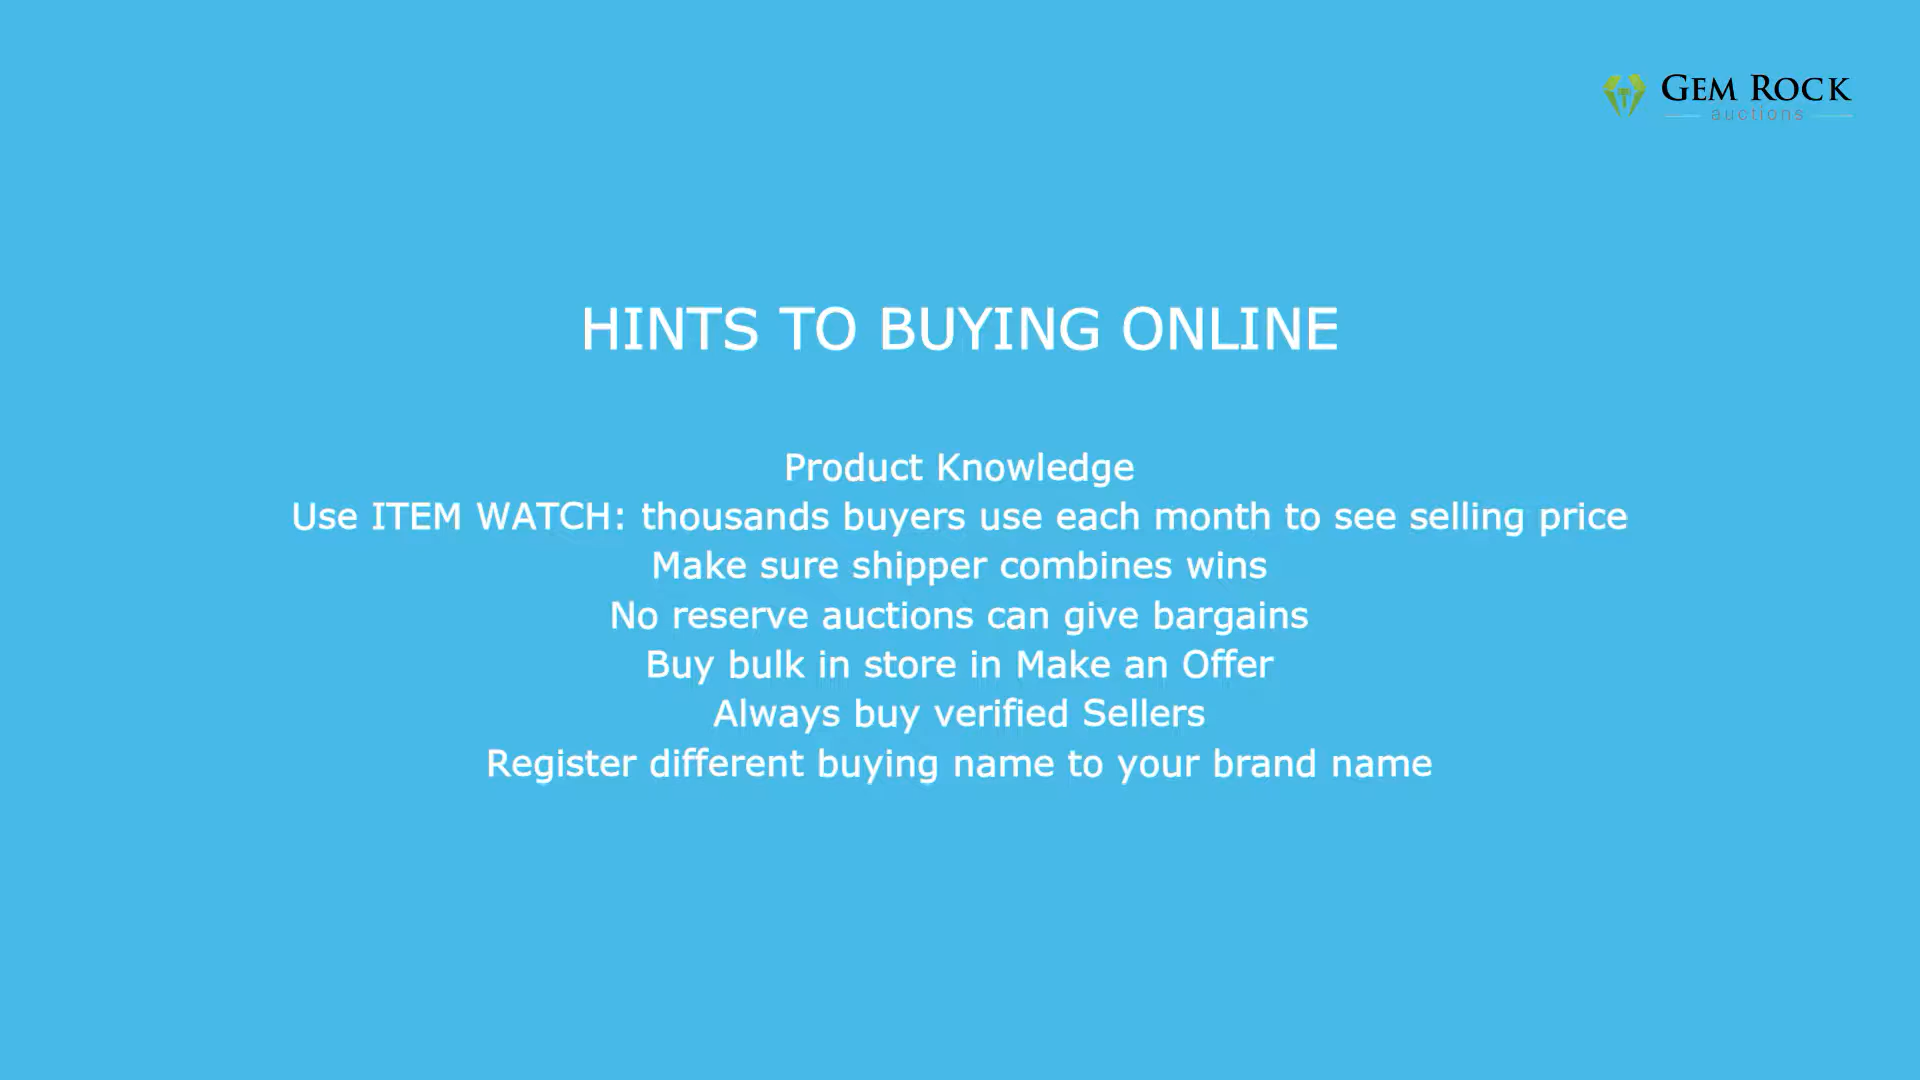 GEM ROCK
auctions
HINTS TO BUYING ONLINE
Product Knowledge
Use ITEM WATCH: thousands buyers use each month to see selling price
Make sure shipper combines wins
No reserve auctions can give bargains
Buy bulk in store in Make an Offer
Always buy verified Sellers
Register different buying name to your brand name